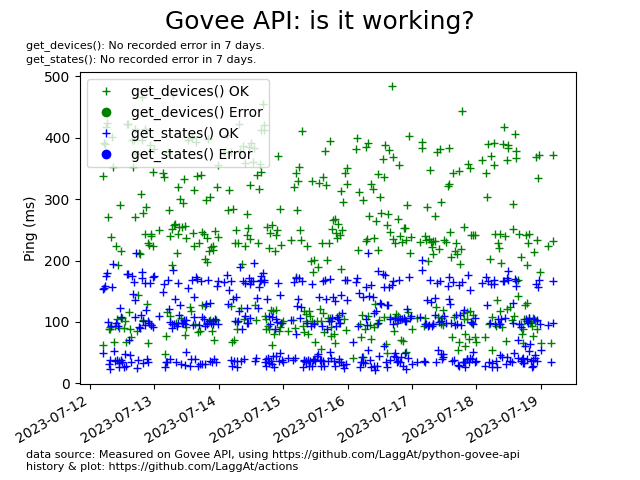 Govee API: is it working?
get_devices(): No recorded error in 7 days.
get_states(): No recorded error in 7 days.
500
400
300
200
100
0
Ping (ms)
get_devices() OK
get_devices() Error
get_states() OK
get_states() Error
2023-07-12
2023-07-13
2023-07-14
2023-07-15
2023-07-16
2023-07-17
2023-07-18
2023-07-19
data source: Measured on Govee API, using https://github.com/LaggAt/python-govee-api
history & plot: https://github.com/LaggAt/actions